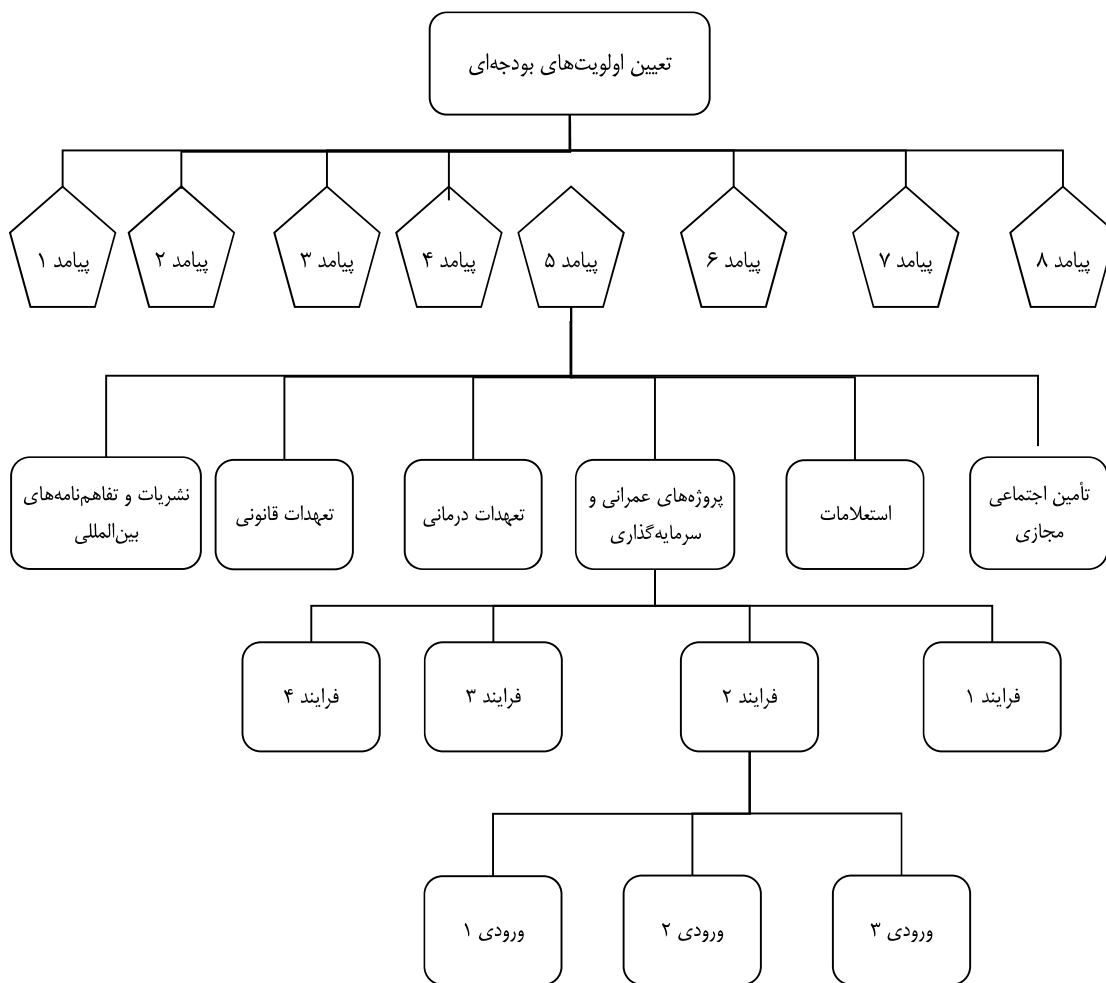 تعیین اولویت‌های بودجه‌ای
پیامد ۸
پیامد ۷
پیامد ۶
پیامد ۵
پیامد ۴
پیامد ۳
پیامد ۲
پیامد ۱
تأمین اجتماعی
مجازی
استعلامات
پروژه‌های عمرانی و
سرمایه‌گذاری
تعهدات درمانی
تعهدات قانونی
نشریات و تفاهم‌نامه‌های
بین‌المللی
فرایند ۱
فرایند ۲
فرایند ۳
فرایند ۴
ورودی ۳
ورودی ۲
ورودی ۱